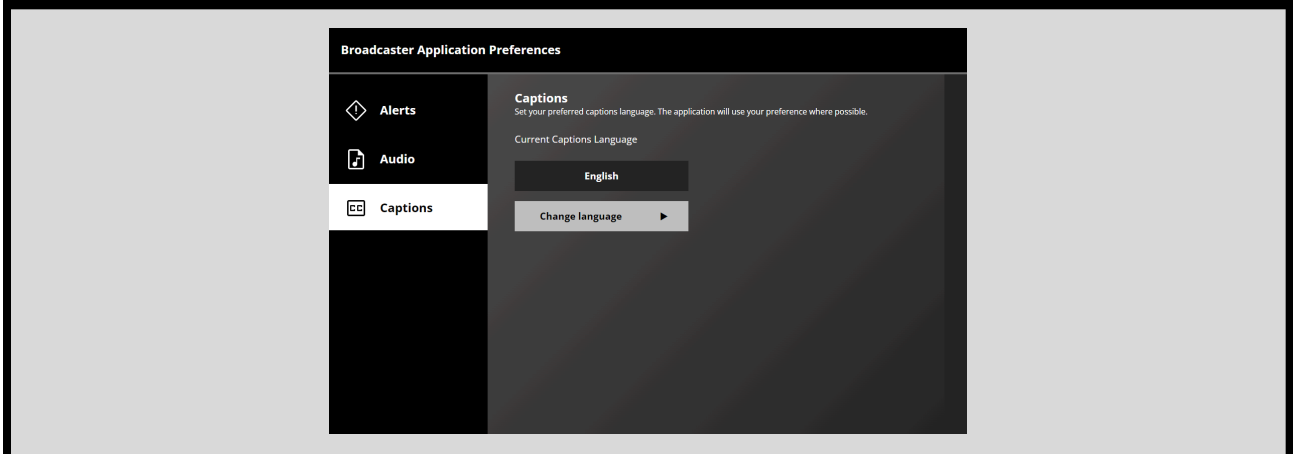 Broadcaster Application Preferences
Alerts
Audio
CC
Captions
Captions
Set your preferred captions language. The application will use your preference where possible.
Current Captions Language
English
Change language